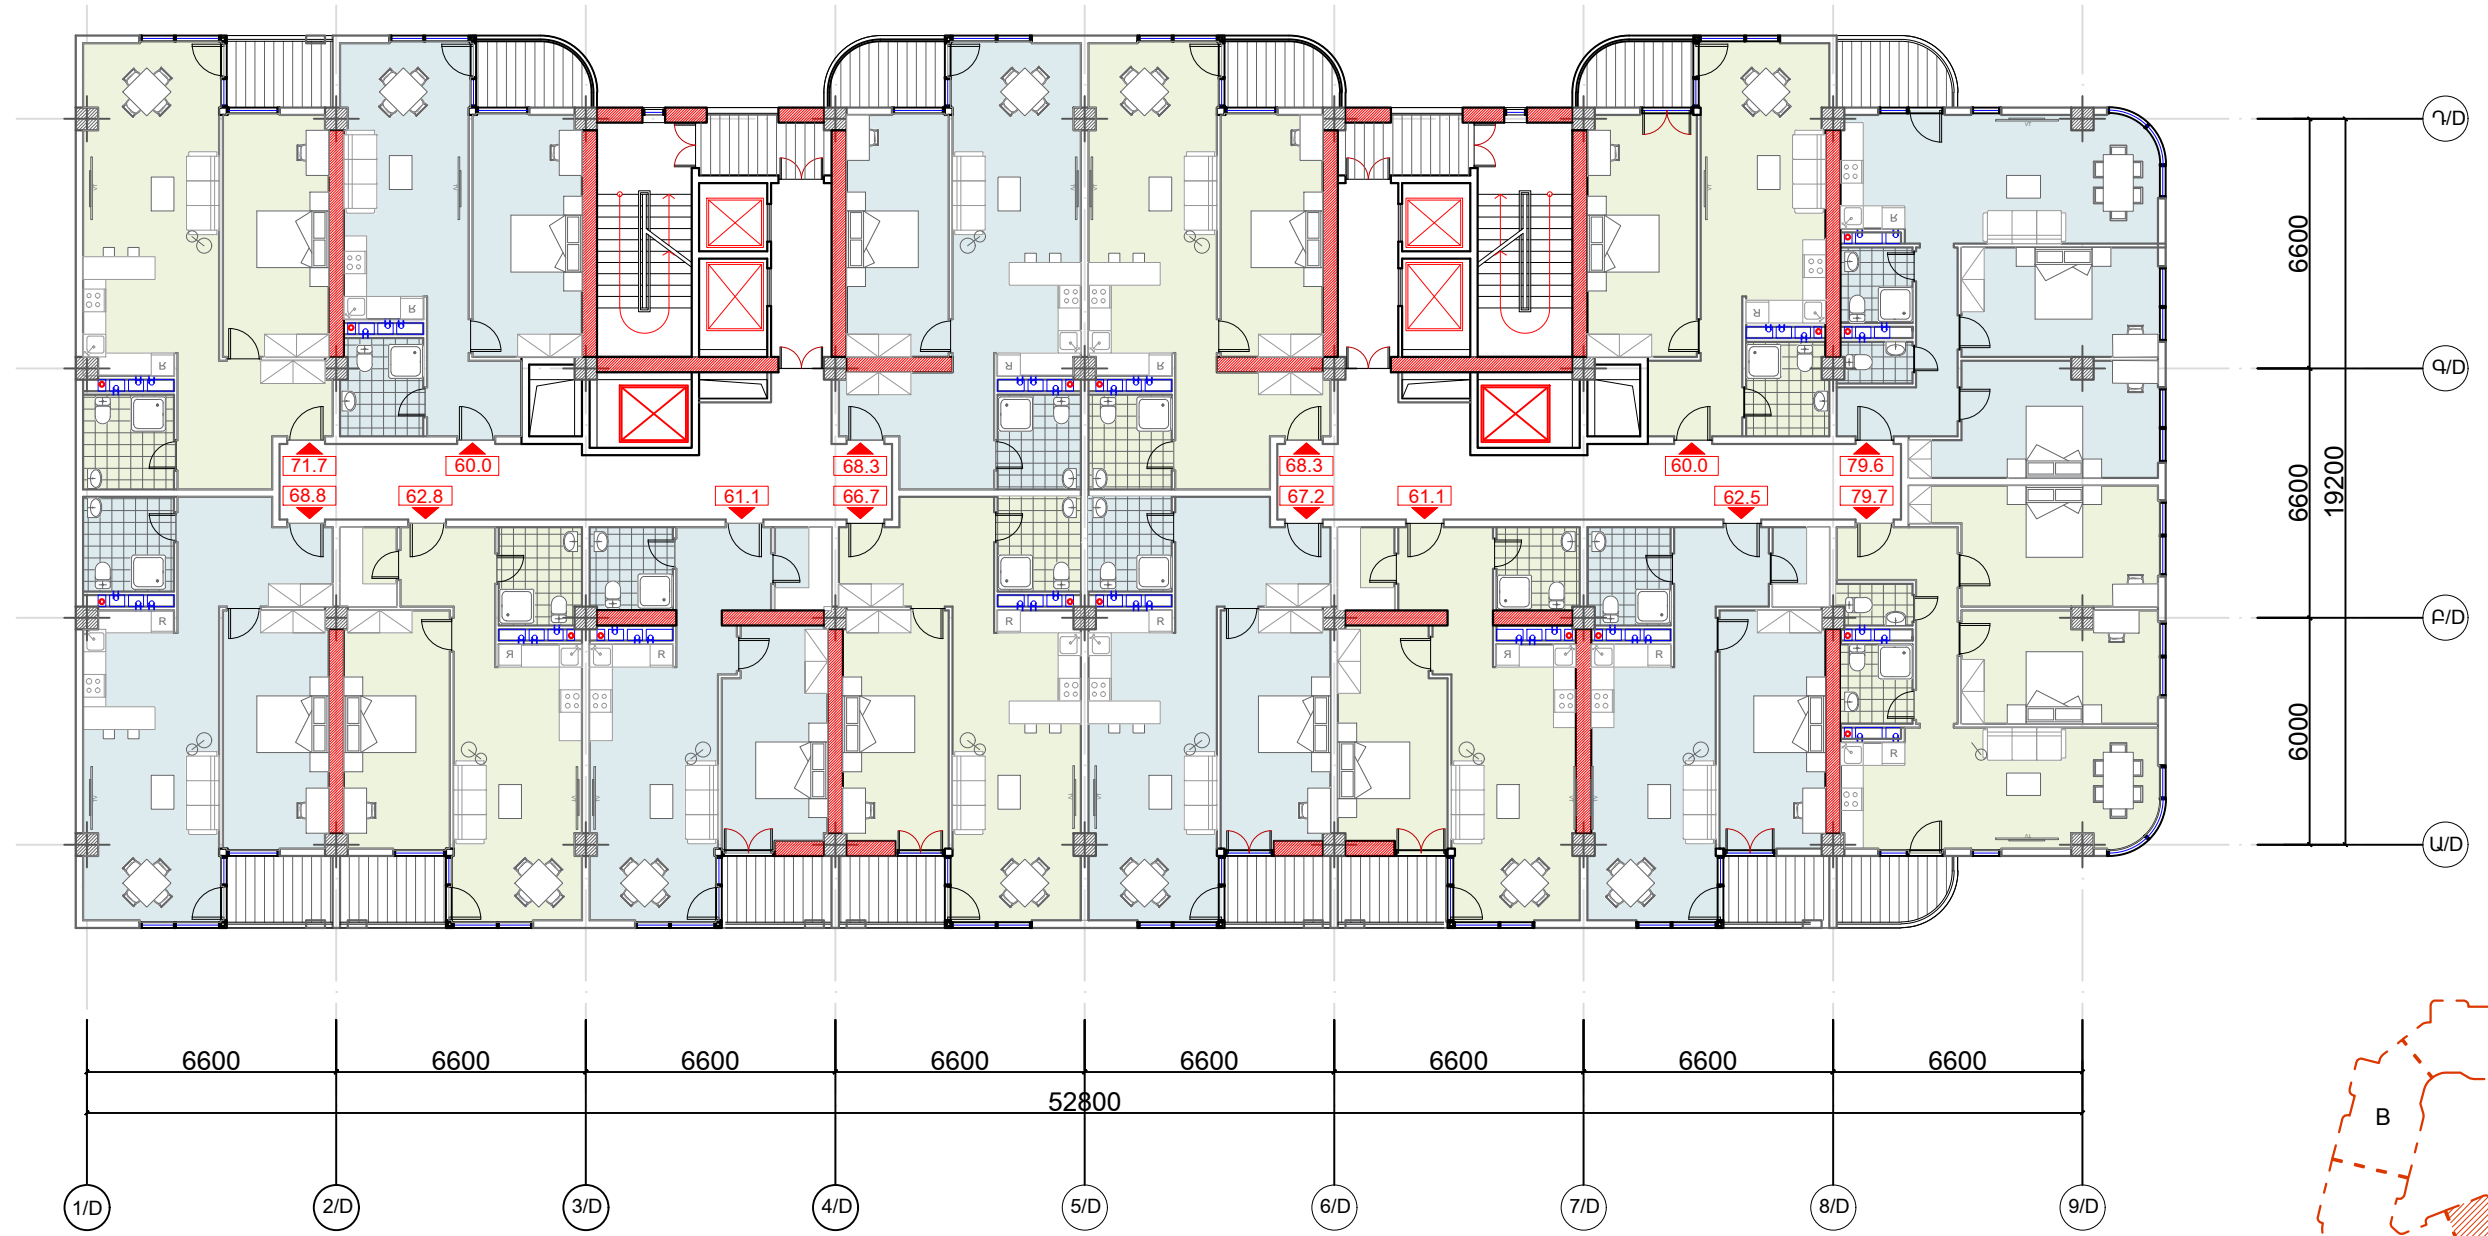 71.7
60.0
68.3
68.3
60.0
79.6
68.8
62.8
61.1
66.7
67.2
61.1
62.5
79.7
R
R
R
R
R
R
R
R
R
R
R
R
R
R
Դ/D
Գ/D
Բ/D
Ա/D
6600
6600
6000
19200
6600
6600
6600
6600
6600
6600
6600
6600
52800
1/D
2/D
3/D
4/D
5/D
6/D
7/D
8/D
9/D
B